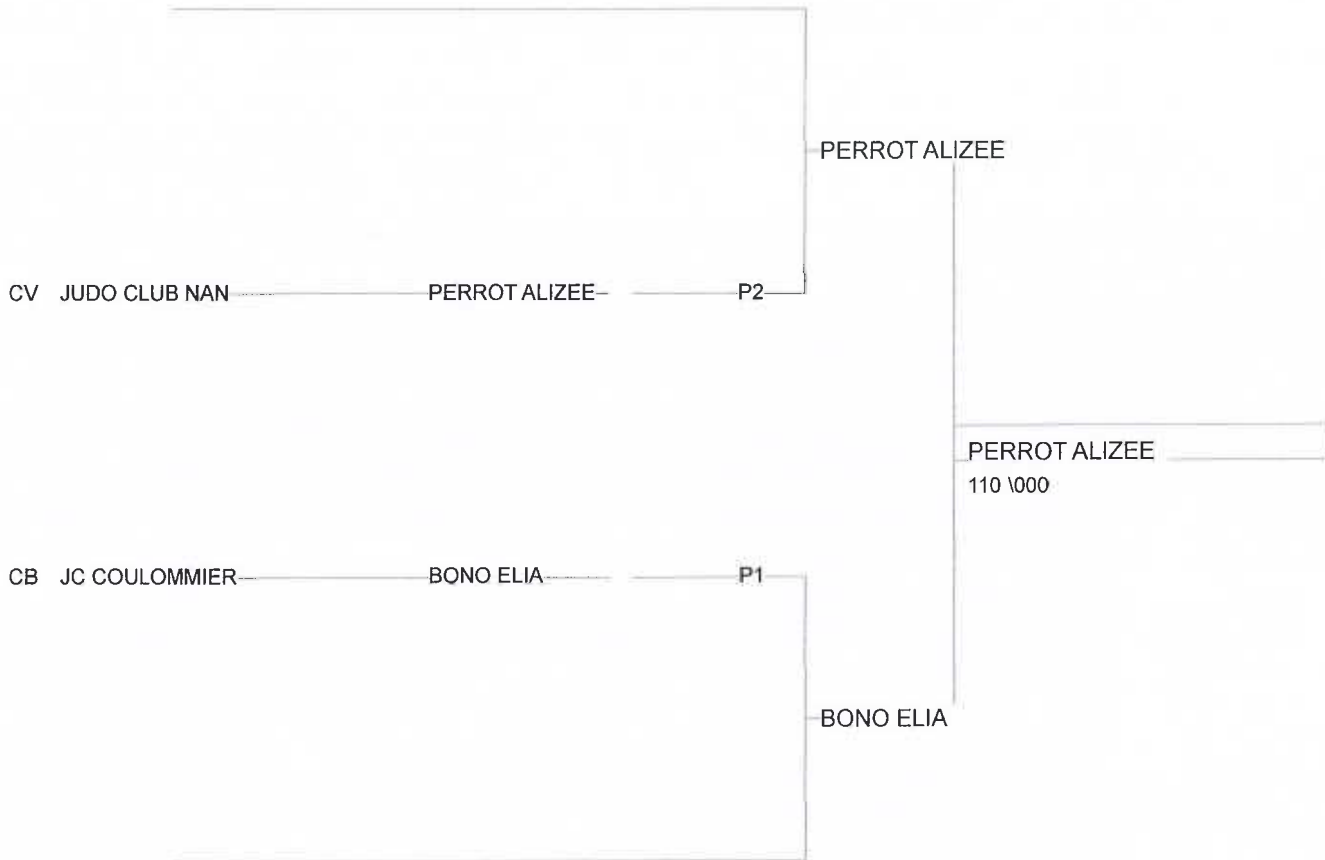 PERROT ALIZEE
CV JUDO CLUB NAN PERROT ALIZEE P2
PERROT ALIZEE
110 \000
CB JC COULOMMIER BONO ELIA P1
BONO ELIA